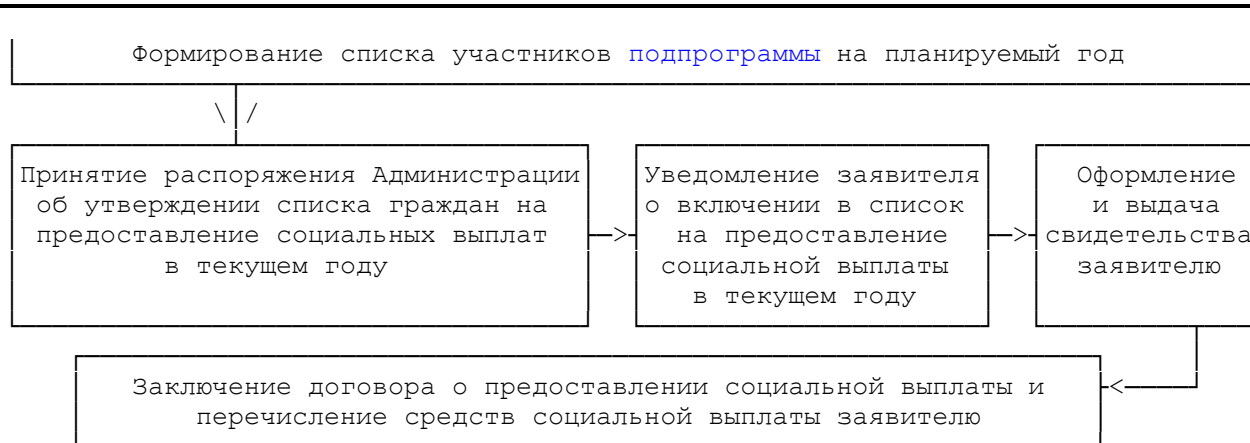 Формирование списка участников подпрограммы на планируемый год
Принятие распоряжения Администрации
об утверждении списка граждан на
предоставление социальных выплат
в текущем году
Уведомление заявителя
о включении в список
на предоставление
социальной выплаты
в текущем году
Оформление
и выдача
свидетельства
заявителю
Заключение договора о предоставлении социальной выплаты и
перечисление средств социальной выплаты заявителю